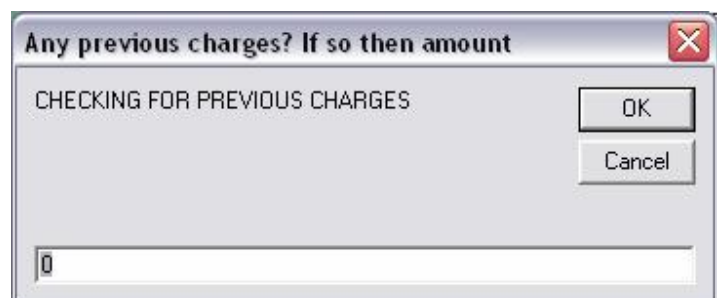 Any previous charges? If so then amount
CHECKING FOR PREVIOUS CHARGES
OK
Cancel
0